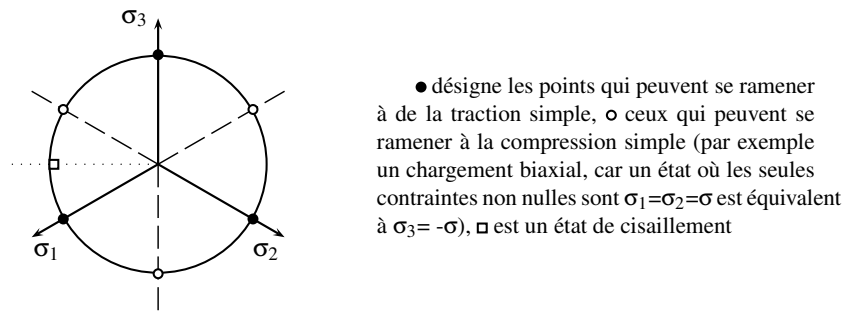 σ3
σ1
σ2
● désigne les points qui peuvent se ramener
à de la traction simple, o ceux qui peuvent se
ramener à la compression simple (par exemple
un chargement biaxial, car un état où les seules
contraintes non nulles sont σ1=σ2=σ est équivalent
à σ3= -σ), □ est un état de cisaillement